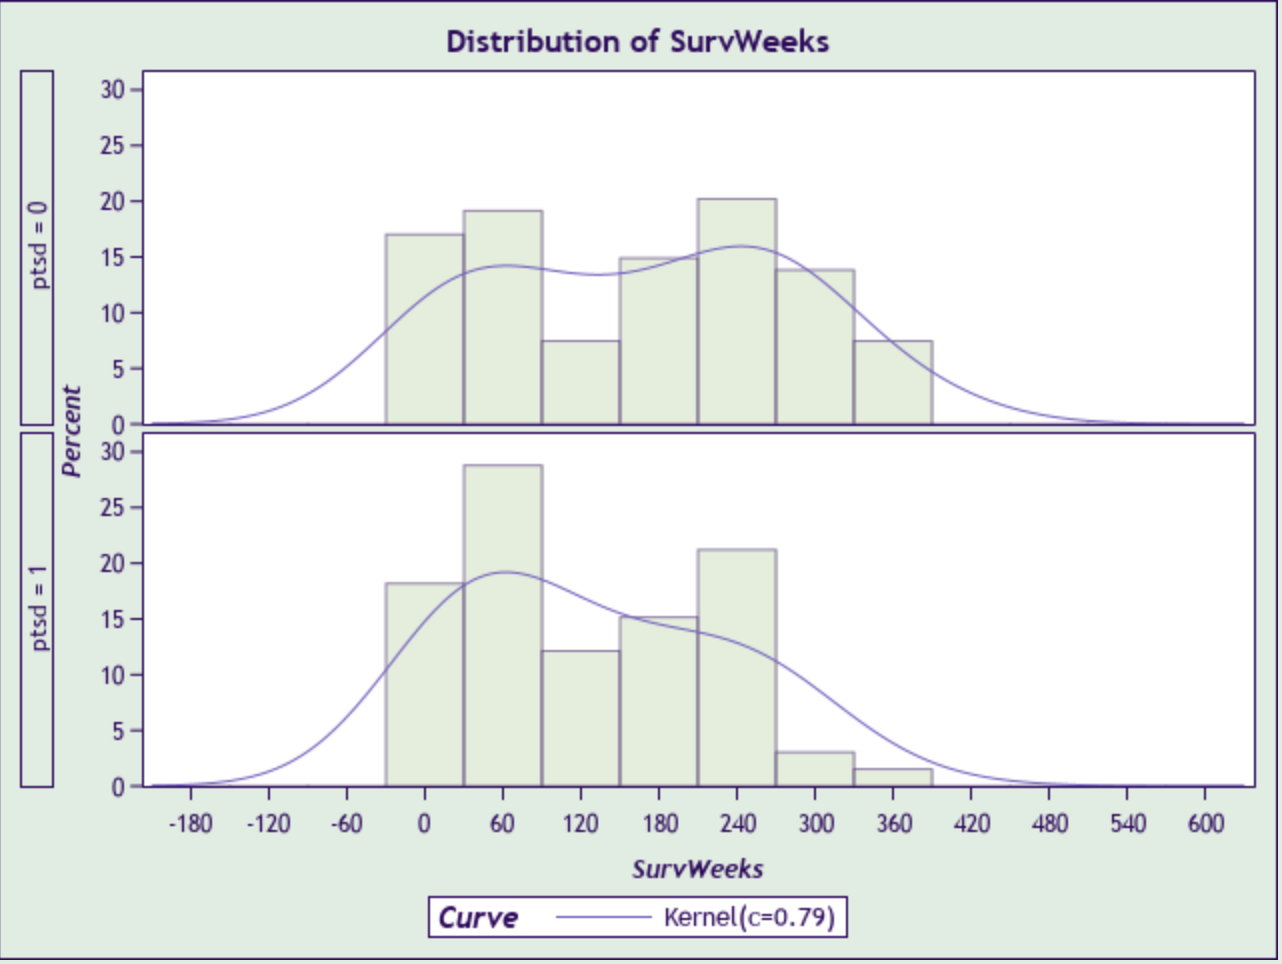 Distribution of SurvWeeks
ptsd = 0
30
25
20
15
10
5
0
Percent
ptsd = 1
30
25
20
15
10
5
0
-180 -120 -60 0 60 120 180 240 300 360 420 480 540 600
SurvWeeks
Curve Kernel(c=0.79)